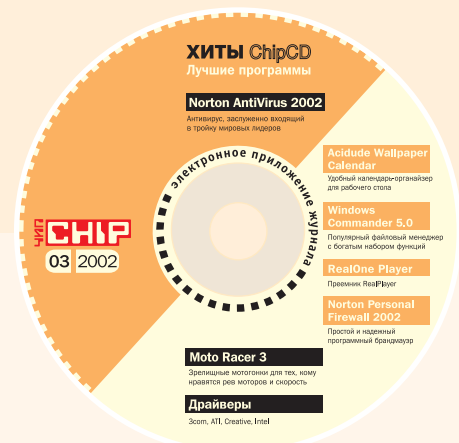 ХИТЫ ChipCD
Лучшие программы
Norton AntiVirus 2002
Антивирус, заслуженно входящий
в тройку мировых лидеров
электронное приложение журнала
ЧИП CHIP
03 2002
Acidude Wallpaper
Calendar
Удобный календарь-органайзер
для рабочего стола
Windows
Commander 5.0
Популярный файловый менеджер
с богатым набором функций
RealOne Player
Преемник RealPlayer
Norton Personal
Firewall 2002
Простой и надежный
программный брандмауэр
Moto Racer 3
Зрелищные мотогонки для тех, кому
нравятся рев моторов и скорость
Драйверы
3com, ATI, Creative, Intel